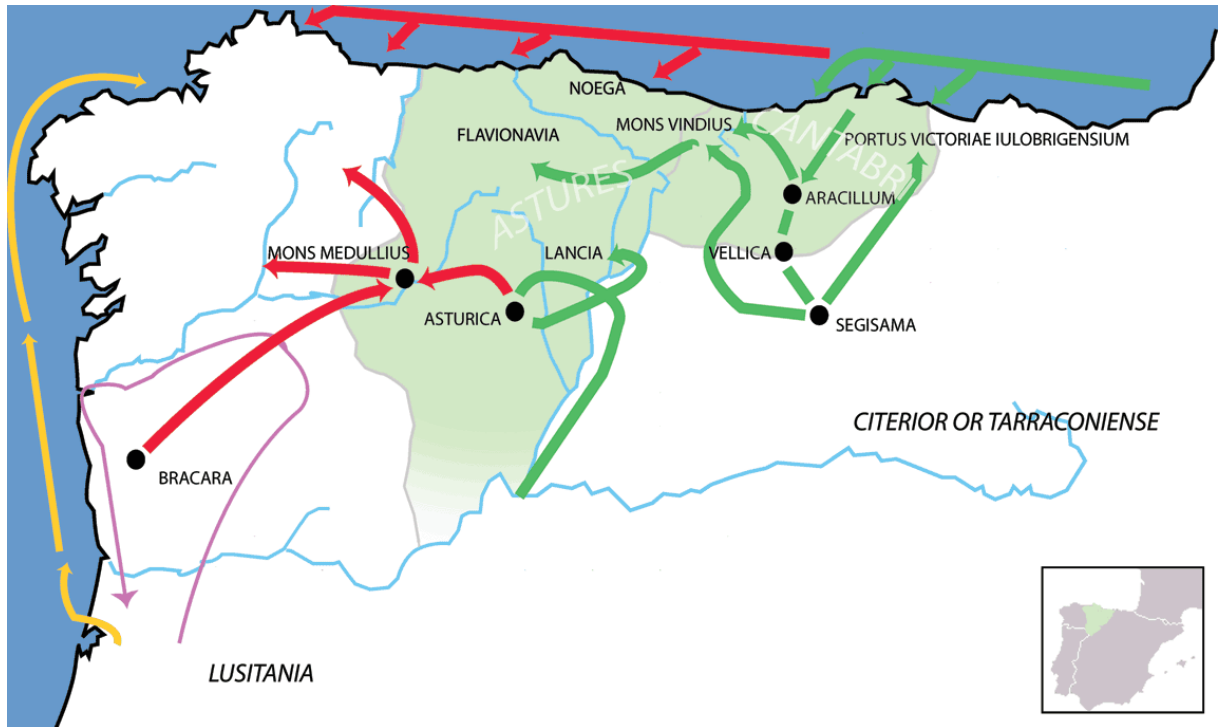 NOEGA
FLAVIONAVIA
MONS VINDIUS
CANTABRI
PORTUS VICTORIAE IULOBRIGENSIUM
ASTURES
ARACILLUM
MONS MEDULLIUS
LANCIA
VELLICA
ASTURICA
SEGISAMA
CITERIOR OR TARRACONIENSE
BRACARA
LUSITANIA